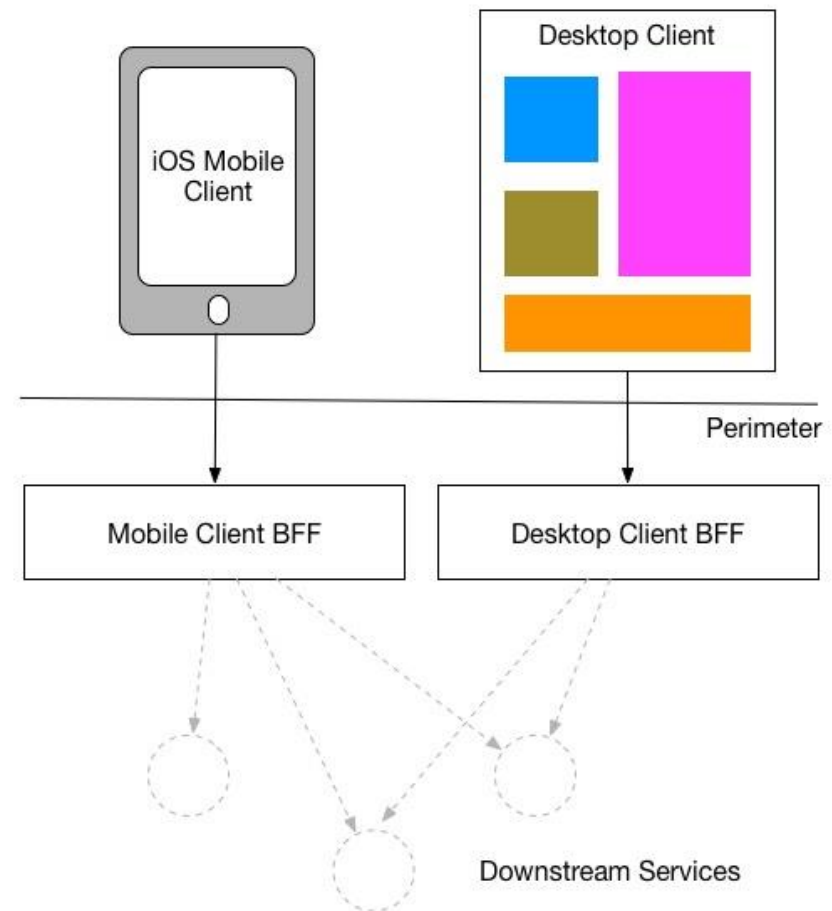 Desktop Client
iOS Mobile
Client
Perimeter
Mobile Client BFF
Desktop Client BFF
Downstream Services